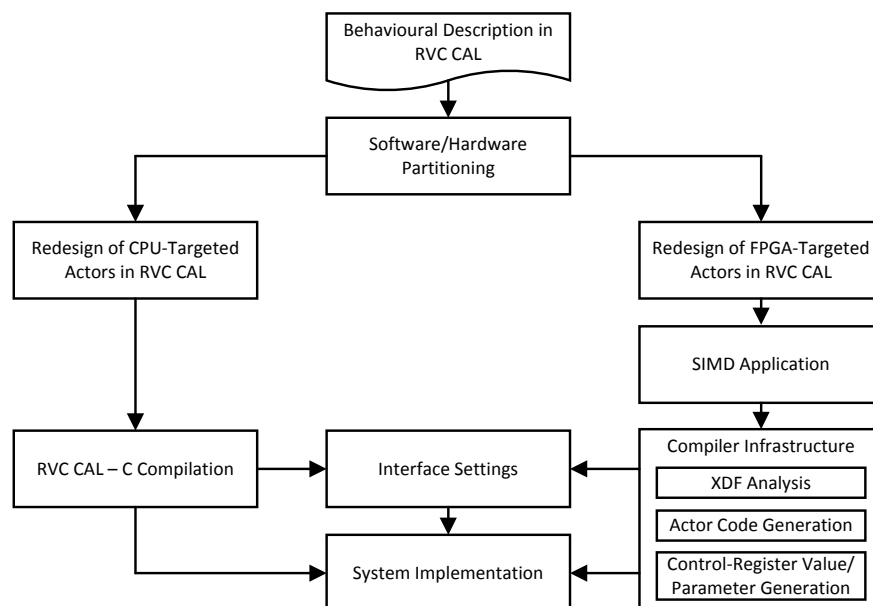 Behavioural Description in
RVC CAL
Software/Hardware
Partitioning
Redesign of CPU-Targeted
Actors in RVC CAL
Redesign of FPGA-Targeted
Actors in RVC CAL
SIMD Application
RVC CAL – C Compilation
Interface Settings
Compiler Infrastructure
XDF Analysis
Actor Code Generation
Control-Register Value/
Parameter Generation
System Implementation